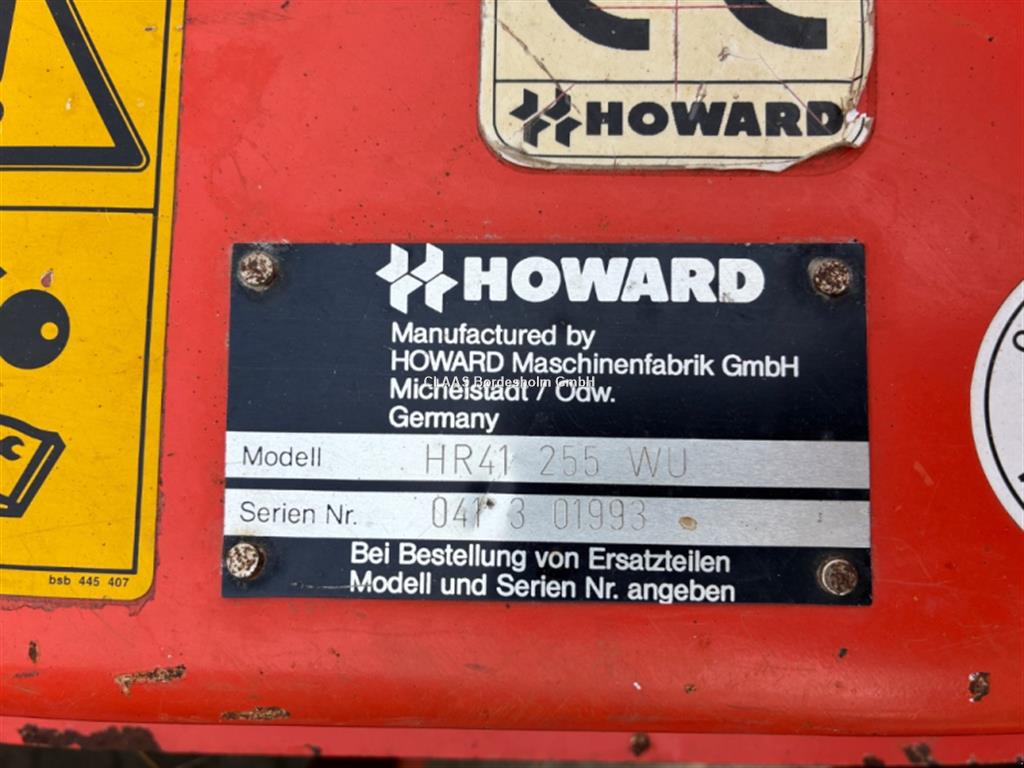 HOWARD
HOWARD
Manufactured by
HOWARD Maschinenfabrik GmbH
CLAAS Bordesholm GmbH
Michelstadt / Odw.
Germany
Modell HR41 255 WU
Serien Nr. 041 3 01993
Bei Bestellung von Ersatzteilen
Modell und Serien Nr. angeben
bsb 445 407